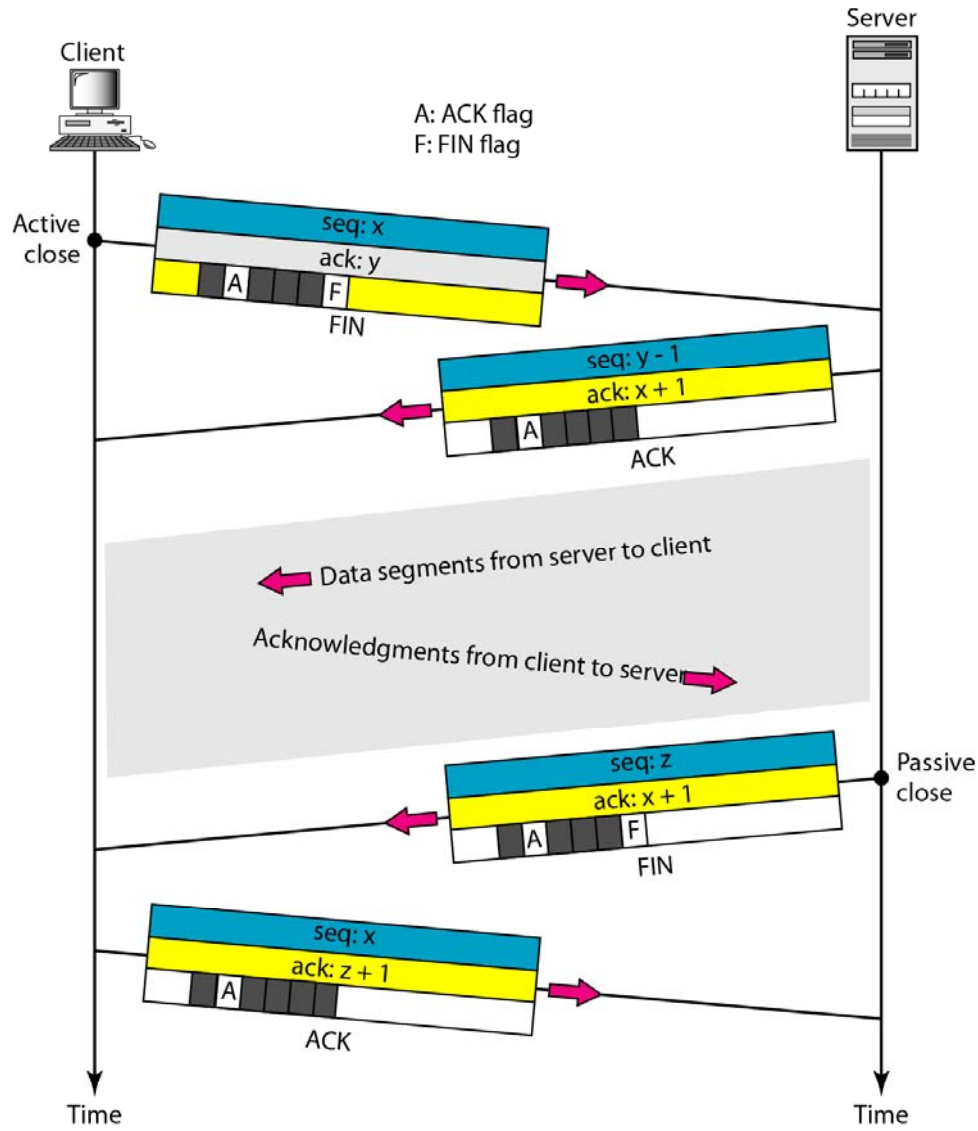 Server
Client
A: ACK flag
F: FIN flag
Active
close
seq: x
ack: y
A F
FIN
seq: y - 1
ack: x + 1
A
ACK
Data segments from server to client
Acknowledgments from client to server
Passive
close
seq: z
ack: x + 1
A F
FIN
seq: x
ack: z + 1
A
ACK
Time
Time